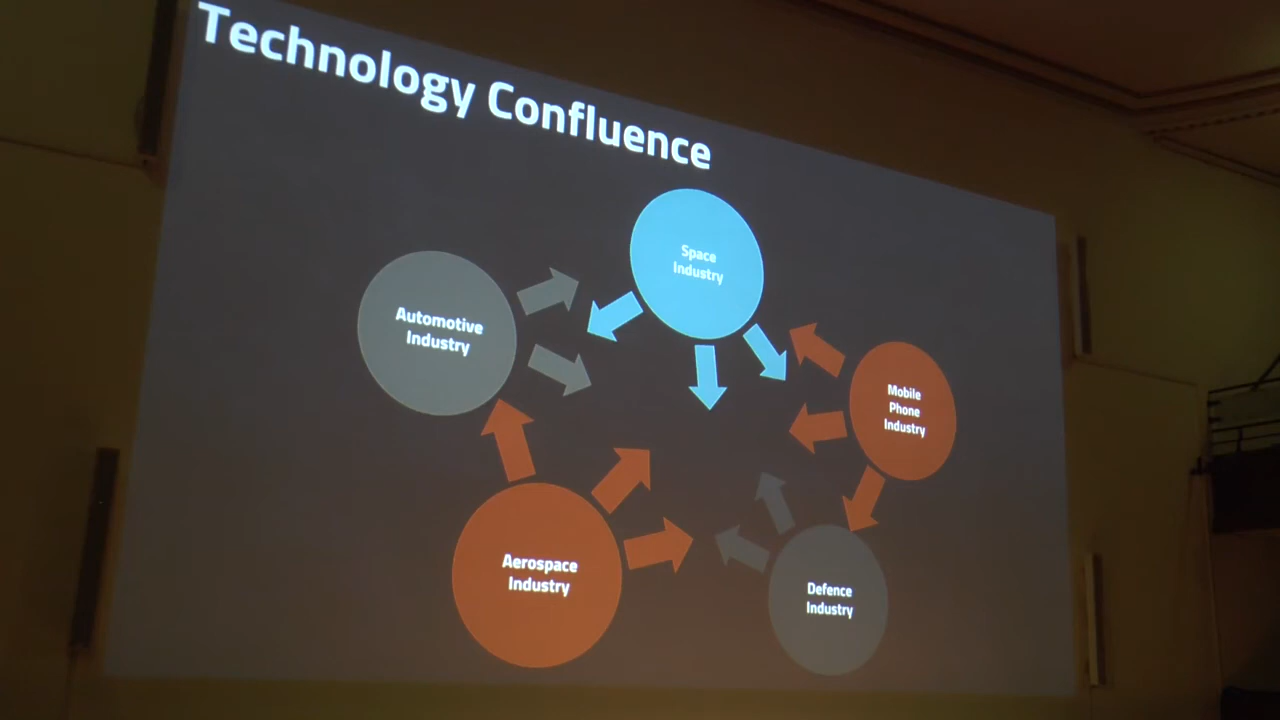 Technology Confluence
Space
Industry
Automotive
Industry
Mobile
Phone
Industry
Aerospace
Industry
Defence
Industry